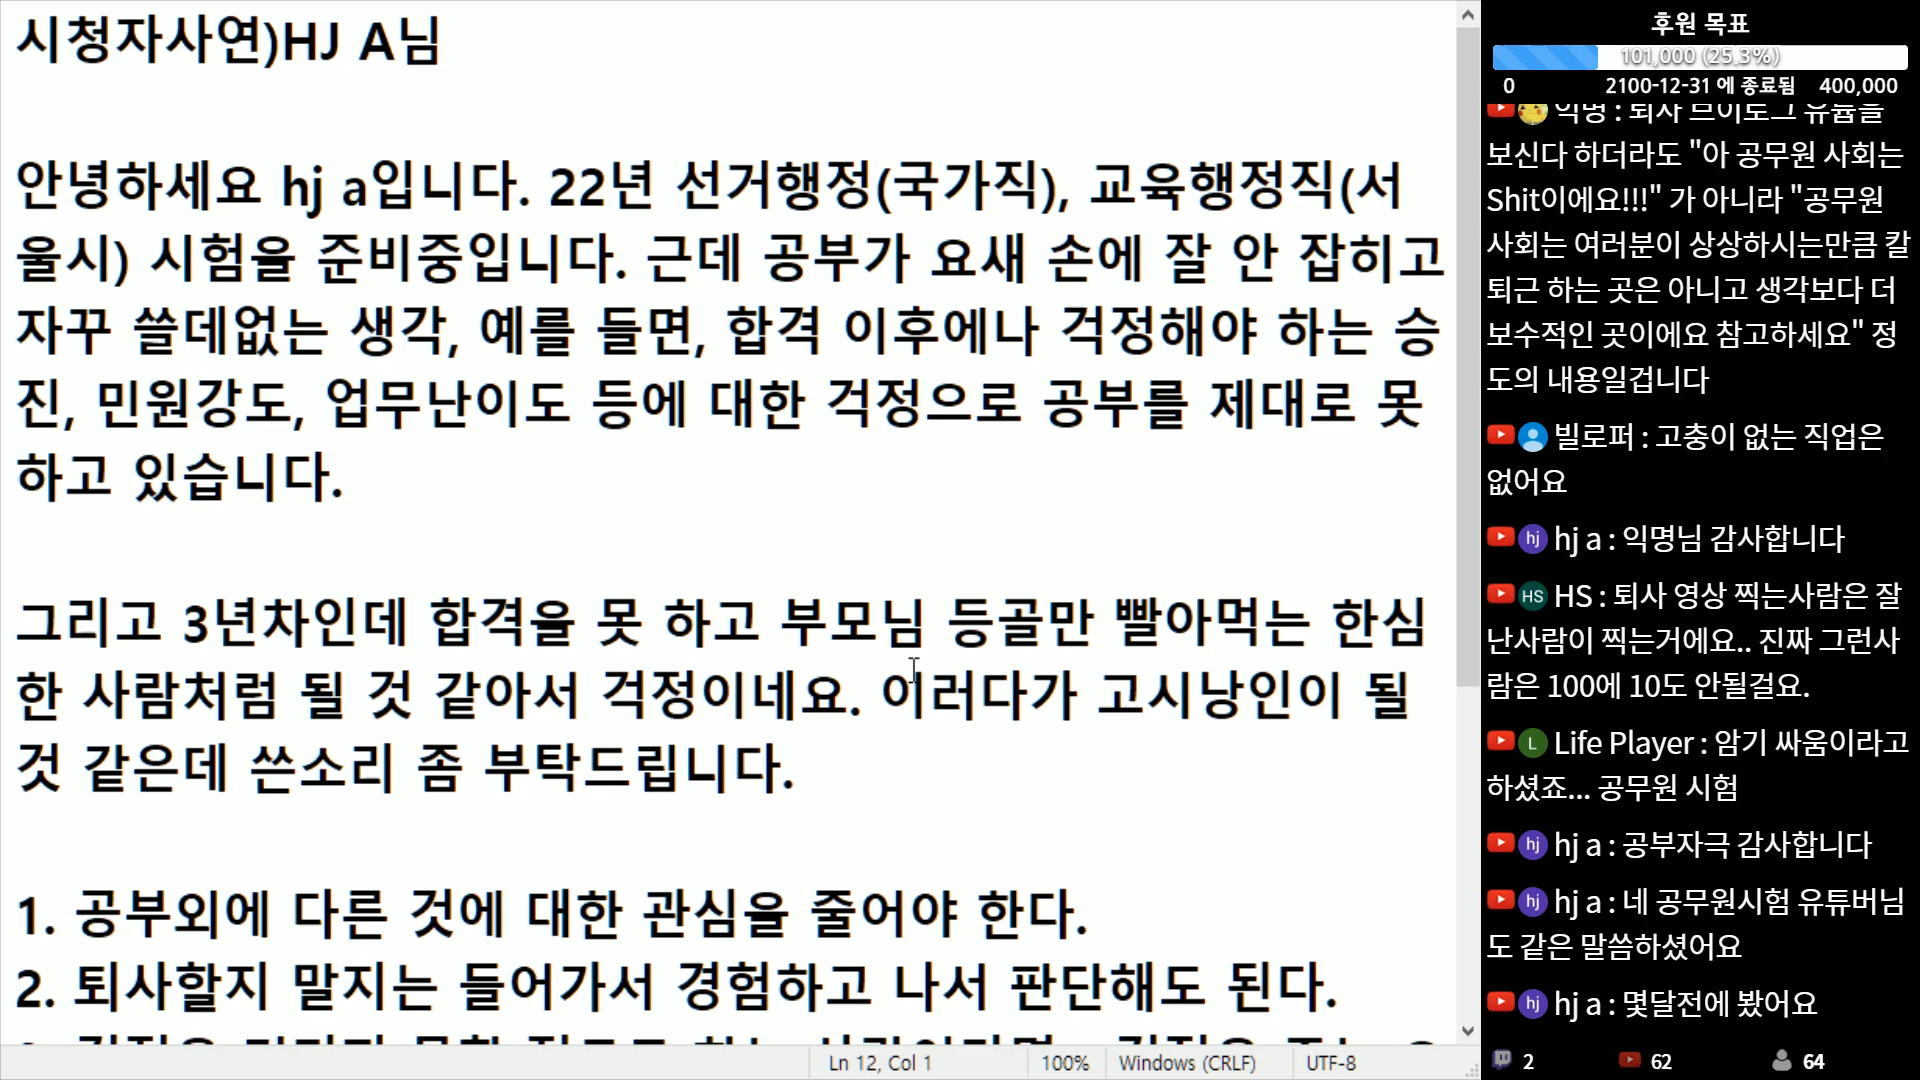 시청자사연)HJ A님
안녕하세요 hj a입니다. 22년 선거행정(국가직), 교육행정직(서
울시) 시험을 준비중입니다. 근데 공부가 요새 손에 잘 안 잡히고
자꾸 쓸데없는 생각, 예를 들면, 합격 이후에나 걱정해야 하는 승
진, 민원강도, 업무난이도 등에 대한 걱정으로 공부를 제대로 못
하고 있습니다.
그리고 3년차인데 합격을 못 하고 부모님 등골만 빨아먹는 한심
한 사람처럼 될 것 같아서 걱정이네요. 이러다가 고시낭인이 될
것 같은데 쓴소리 좀 부탁드립니다.
1. 공부외에 다른 것에 대한 관심을 줄어야 한다.
2. 퇴사할지 말지는 들어가서 경험하고 나서 판단해도 된다.
Ln 12, Col 1
100%
Windows (CRLF)
UTF-8
후원 목표
101,000 (25.3%)
0 2100-12-31 에 종료됨 400,000
익명 : 퇴사 브이로그 유튭을
보신다 하더라도 "아 공무원 사회는
Shit이에요!!!" 가 아니라 "공무원
사회는 여러분이 상상하시는만큼 칼
퇴근 하는 곳은 아니고 생각보다 더
보수적인 곳이에요 참고하세요" 정
도의 내용일겁니다
빌로퍼 : 고충이 없는 직업은
없어요
hj hj a : 익명님 감사합니다
HS HS : 퇴사 영상 찍는사람은 잘
난사람이 찍는거에요.. 진짜 그런사
람은 100에 10도 안될걸요.
L Life Player : 암기 싸움이라고
하셨죠... 공무원 시험
hj hj a : 공부자극 감사합니다
hj hj a : 네 공무원시험 유튜버님
도 같은 말씀하셨어요
hj hj a : 몇달전에 봤어요
2 62 64